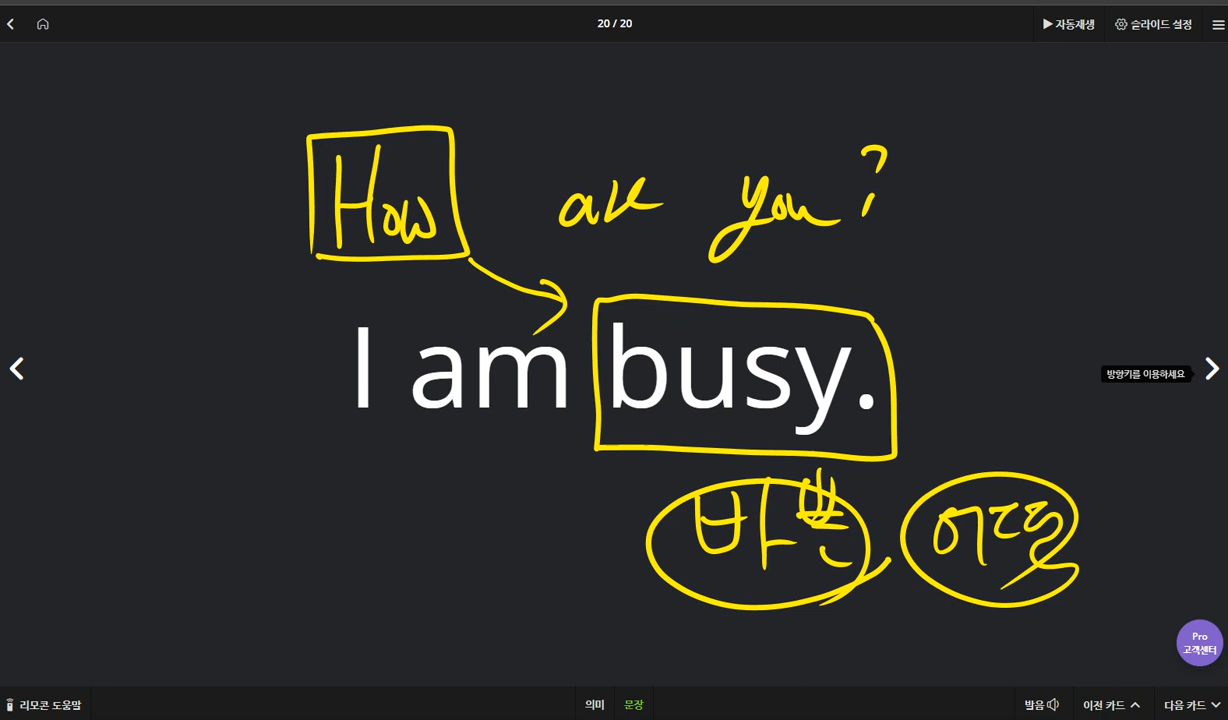 20 / 20
자동재생
슬라이드 설정
How are you?
I am busy.
방향키를 이용하세요
바쁜, 어떻
Pro
고객센터
리모콘 도움말
의미
문장
발음
이전 카드
다음 카드